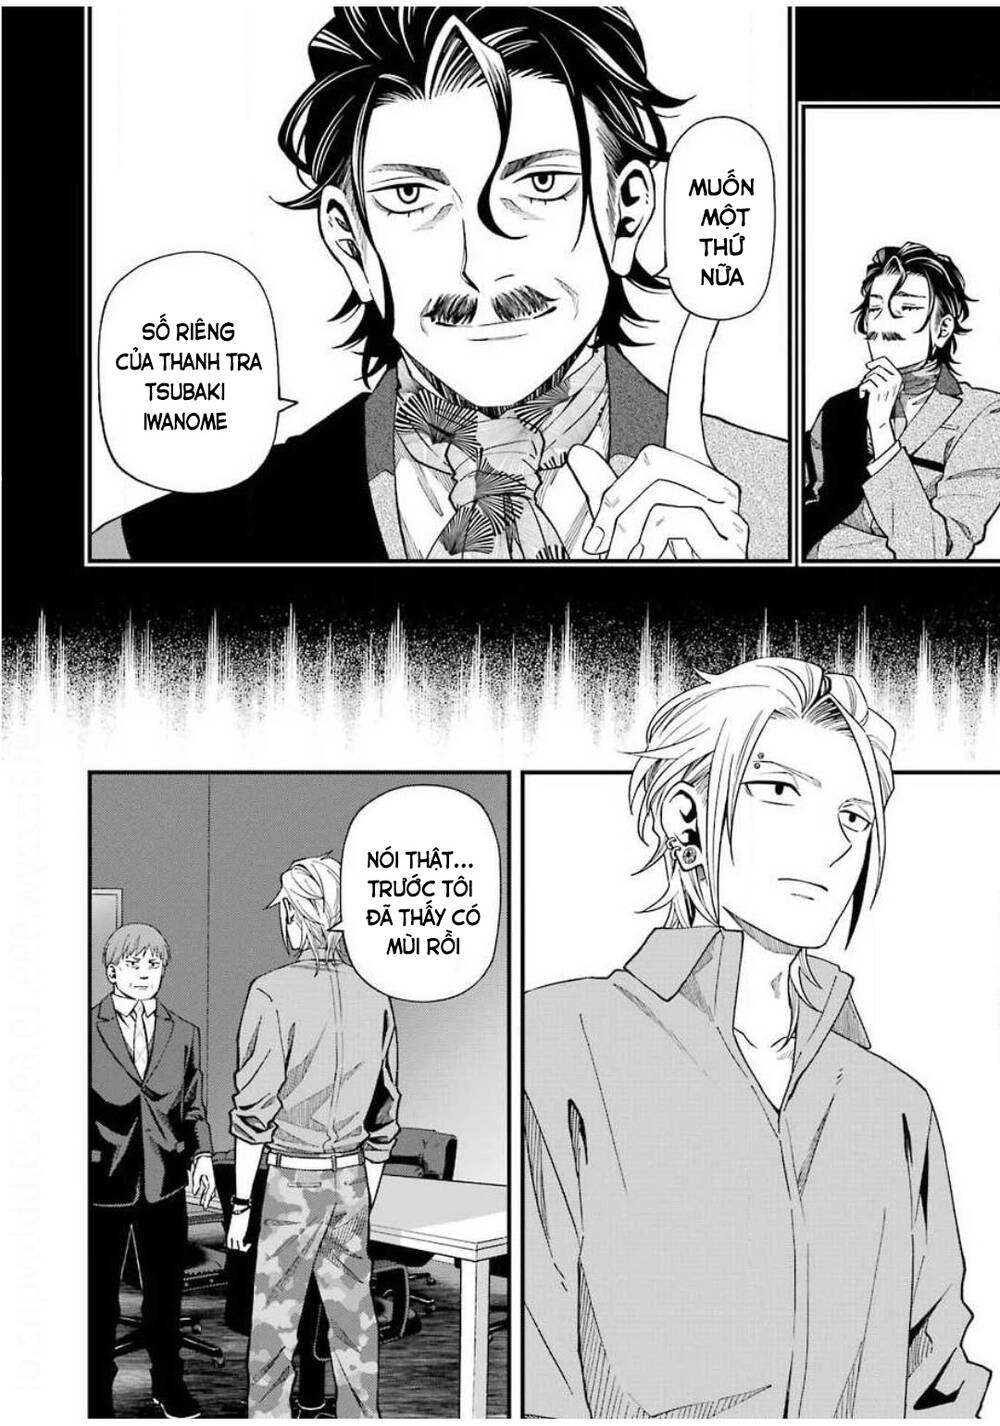 MUỐN
MỘT
THỨ
NỮA
SỐ RIÊNG
CỦA THANH TRA
TSUBAKI
IWANOME
NÓI THẬT...
TRƯỚC TÔI
ĐÃ THẤY CÓ
MÙI RỒI